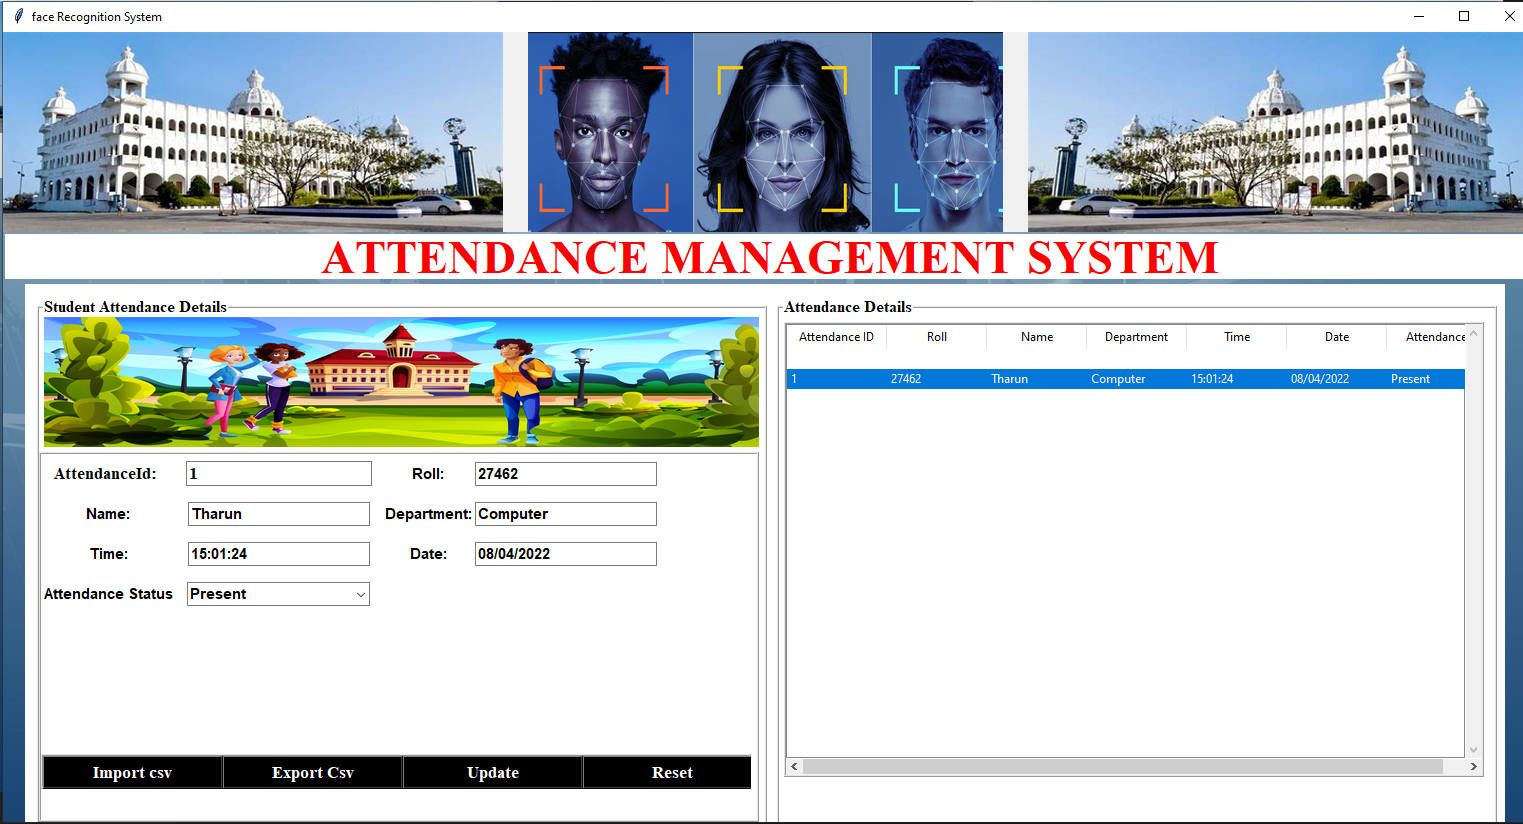 face Recognition System
ATTENDANCE MANAGEMENT SYSTEM
Student Attendance Details
AttendanceId: 1 Roll: 27462
Name: Tharun Department: Computer
Time: 15:01:24 Date: 08/04/2022
Attendance Status Present
Import csv Export Csv Update Reset
Attendance Details
Attendance ID Roll Name Department Time Date Attendance
1 27462 Tharun Computer 15:01:24 08/04/2022 Present